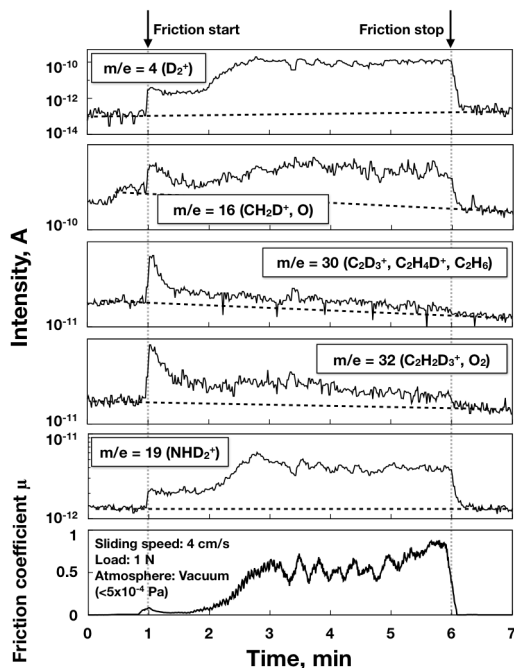 Friction start
Friction stop
10⁻¹⁰
m/e = 4 (D₂⁺)
10⁻¹²
10⁻¹⁴
10⁻¹⁰
m/e = 16 (CH₂D⁺, O)
m/e = 30 (C₂D₃⁺, C₂H₄D⁺, C₂H₆)
10⁻¹¹
m/e = 32 (C₂H₂D₃⁺, O₂)
10⁻¹¹
10⁻¹¹
m/e = 19 (NHD₂⁺)
10⁻¹²
Intensity, A
1
Sliding speed: 4 cm/s
Load: 1 N
0.5
Atmosphere: Vacuum
(<5x10⁻⁴ Pa)
0
Friction coefficient μ
0 1 2 3 4 5 6 7
Time, min